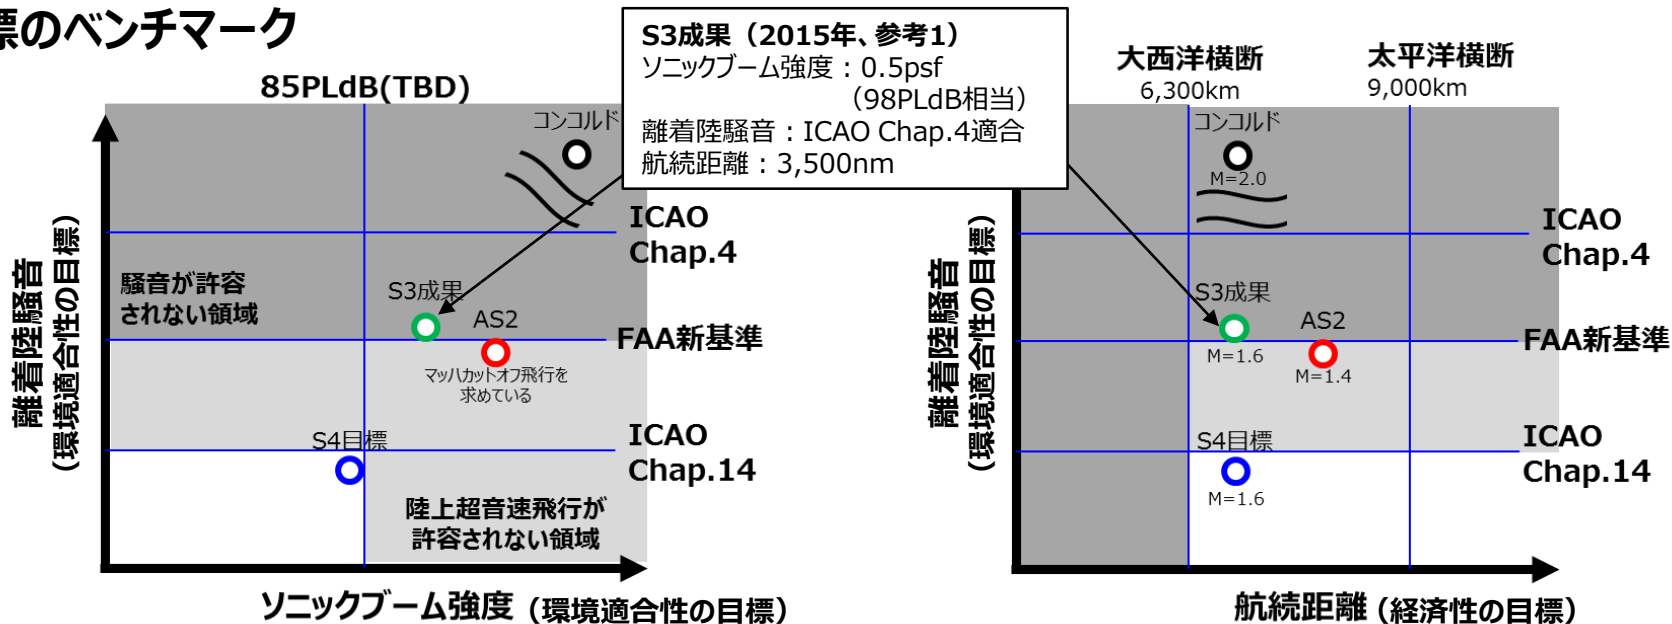 標のベンチマーク
S3成果（2015年、参考1）
ソニックブーム強度：0.5psf
（98PLdB相当）
離着陸騒音：ICAO Chap.4適合
航続距離：3,500nm
85PLdB(TBD)
コンコルド
ICAO
Chap.4
騒音が許容
されない領域
S3成果
AS2
FAA新基準
マッハカットオフ飛行を
求めている
S4目標
ICAO
Chap.14
陸上超音速飛行が
許容されない領域
離着陸騒音
（環境適合性の目標）
ソニックブーム強度（環境適合性の目標）
大西洋横断
6,300km
太平洋横断
9,000km
コンコルド
M=2.0
ICAO
Chap.4
S3成果
M=1.6
AS2
M=1.4
FAA新基準
S4目標
M=1.6
ICAO
Chap.14
離着陸騒音
（環境適合性の目標）
航続距離（経済性の目標）